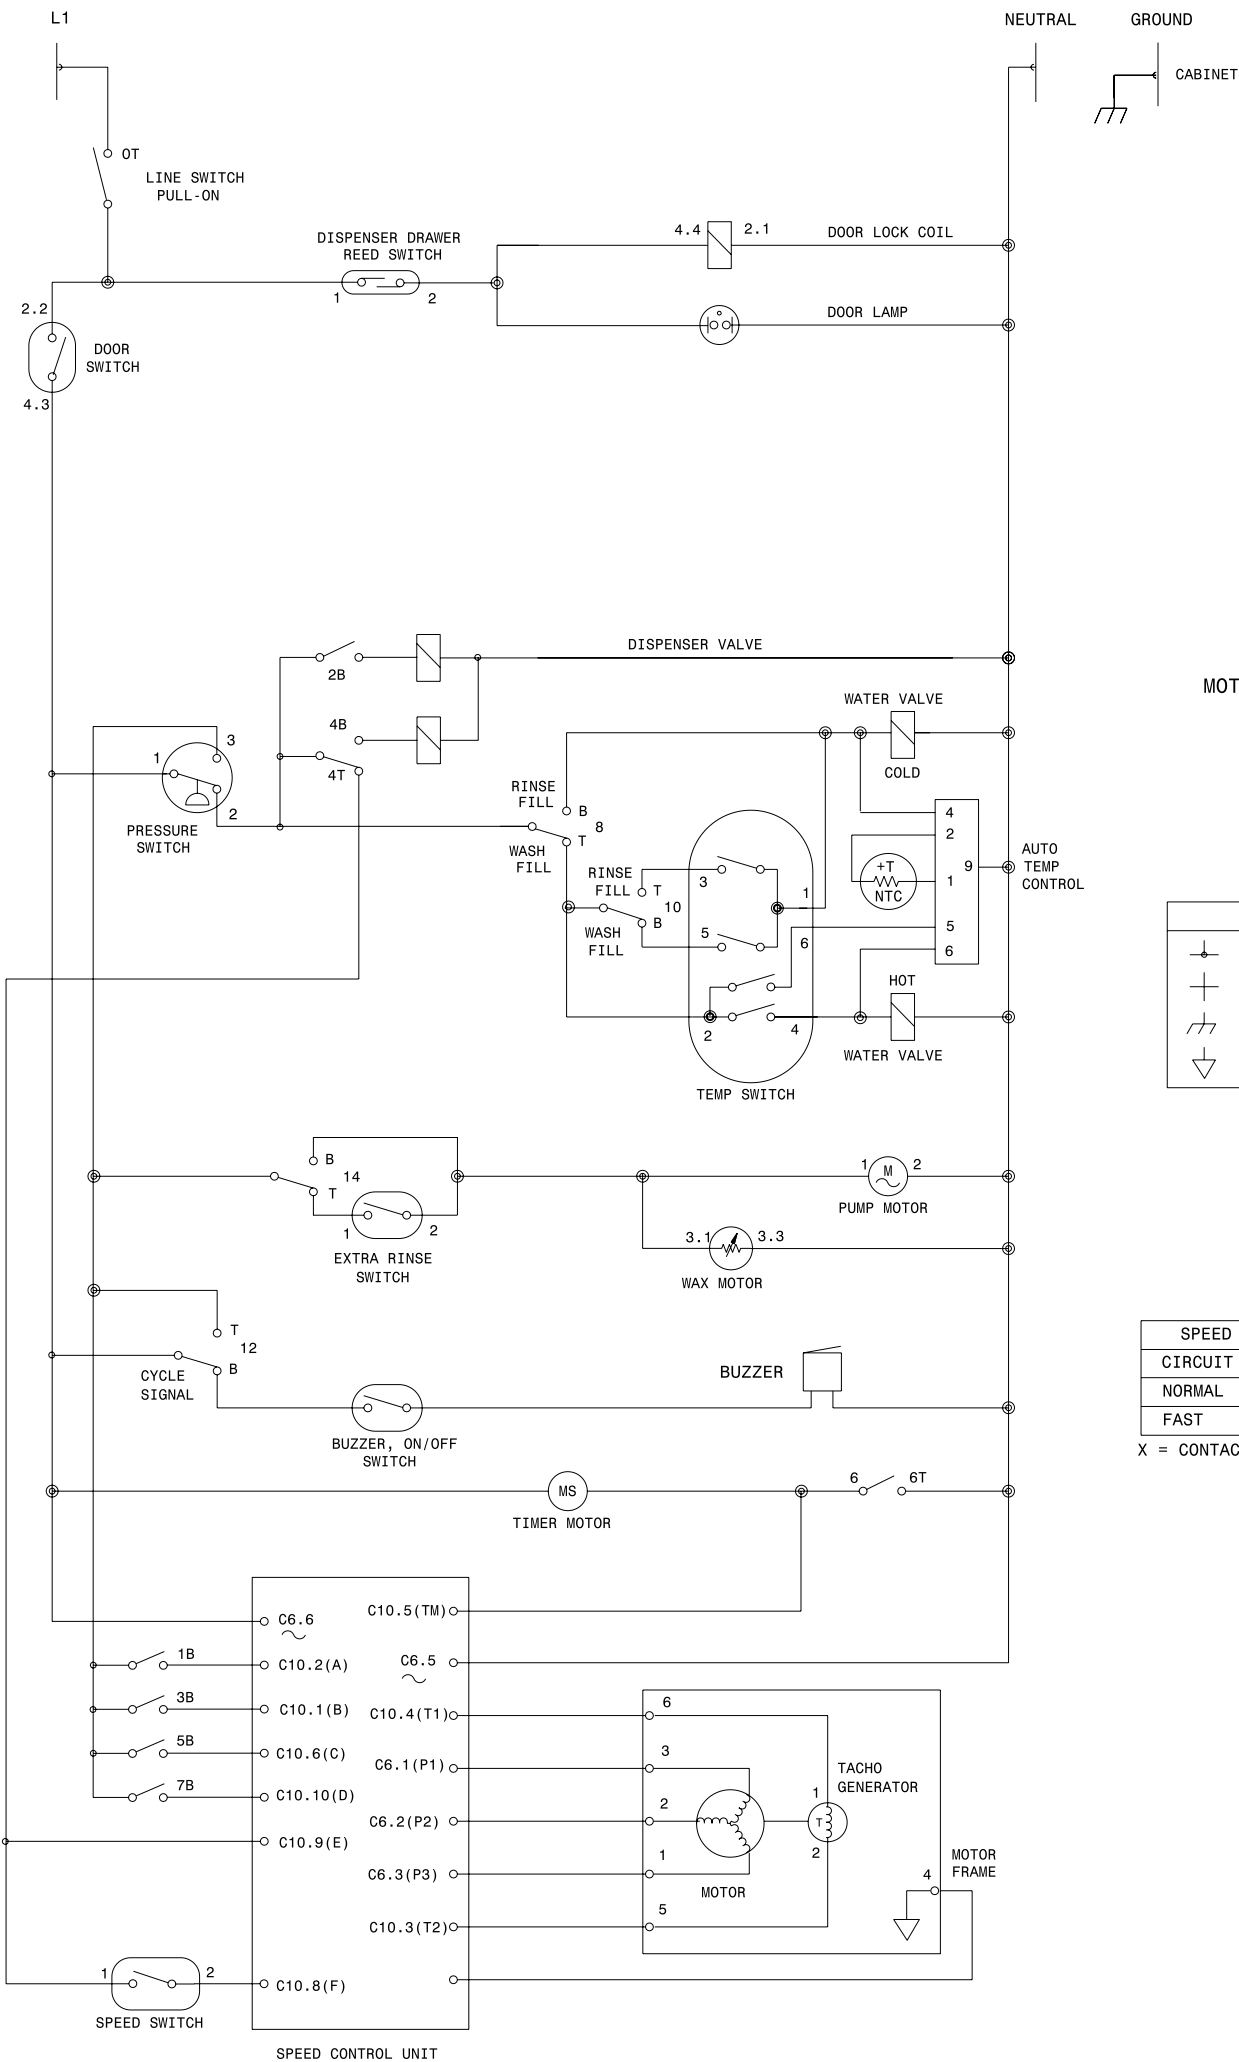 L1
NEUTRAL
GROUND
CABINET
OT
LINE SWITCH
PULL-ON
DISPENSER DRAWER
REED SWITCH
1
2
4.4
2.1
DOOR LOCK COIL
DOOR LAMP
2.2
DOOR
SWITCH
4.3
DISPENSER VALVE
2B
4B
4T
MOT
WATER VALVE
COLD
3
1
2
PRESSURE
SWITCH
RINSE
FILL
B
8
T
WASH
FILL
RINSE
FILL
T
10
B
WASH
FILL
3
1
5
6
2
4
TEMP SWITCH
+T
NTC
4
2
9
1
5
6
AUTO
TEMP
CONTROL
HOT
WATER VALVE
B
14
T
1
2
EXTRA RINSE
SWITCH
1
M
2
PUMP MOTOR
3.1
3.3
WAX MOTOR
T
12
B
CYCLE
SIGNAL
BUZZER
BUZZER, ON/OFF
SWITCH
SPEED
CIRCUIT
NORMAL
FAST
X = CONTAC
MS
TIMER MOTOR
6
6T
C6.6
C10.5(TM)
1B
C10.2(A)
C6.5
3B
C10.1(B)
C10.4(T1)
5B
C10.6(C)
C6.1(P1)
7B
C10.10(D)
C6.2(P2)
C10.9(E)
C6.3(P3)
C10.3(T2)
1
2
C10.8(F)
SPEED SWITCH
SPEED CONTROL UNIT
6
3
2
1
5
MOTOR
TACHO
GENERATOR
1
T
2
4
MOTOR
FRAME